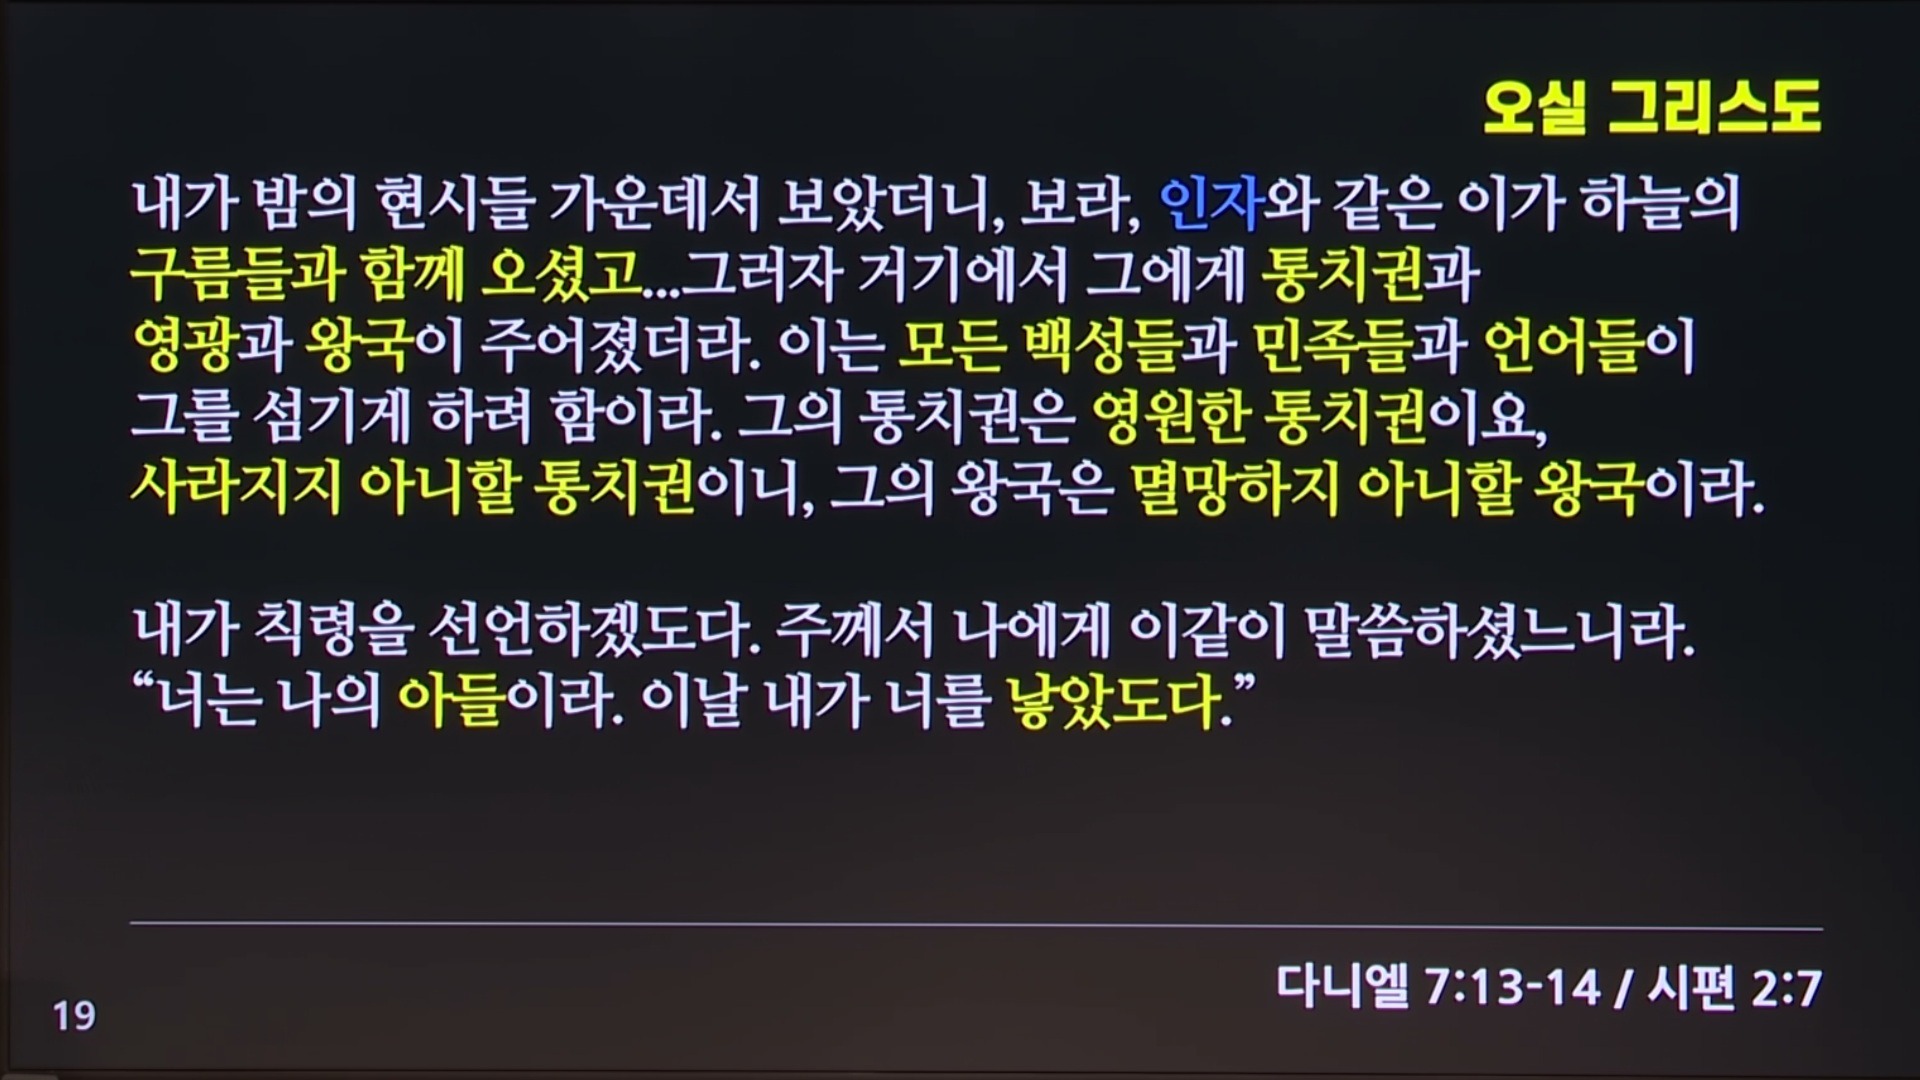 오실 그리스도
내가 밤의 현시들 가운데서 보았더니, 보라, 인자와 같은 이가 하늘의
구름들과 함께 오셨고...그러자 거기에서 그에게 통치권과
영광과 왕국이 주어졌더라. 이는 모든 백성들과 민족들과 언어들이
그를 섬기게 하려 함이라. 그의 통치권은 영원한 통치권이요,
사라지지 아니할 통치권이니, 그의 왕국은 멸망하지 아니할 왕국이라.
내가 칙령을 선언하겠도다. 주께서 나에게 이같이 말씀하셨느니라.
“너는 나의 아들이라. 이날 내가 너를 낳았도다.”
다니엘 7:13-14 / 시편 2:7
19